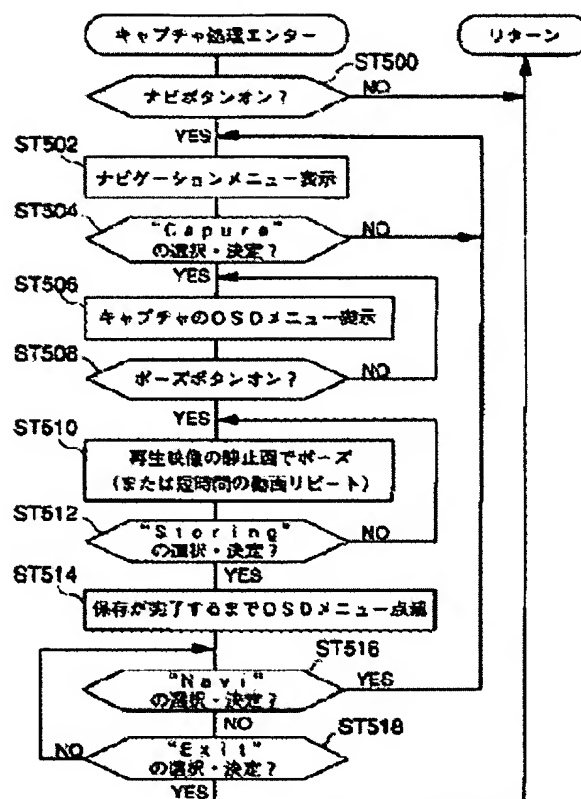 キャプチャ処理エンター
リターン
ST500
ナビボタンオン?
NO
YES
ST502
ナビゲーションメニュー表示
ST504
"Capure"
の選択・決定?
NO
YES
ST506
キャプチャのOSDメニュー表示
ST508
ポーズボタンオン?
NO
YES
ST510
再生映像の静止画でポーズ
(または短時間の動画リピート)
ST512
"Storing"
の選択・決定?
NO
YES
ST514
保存が完了するまでOSDメニュー点滅
ST516
"Navi"
の選択・決定?
YES
NO
ST518
"Exit"
の選択・決定?
NO
YES